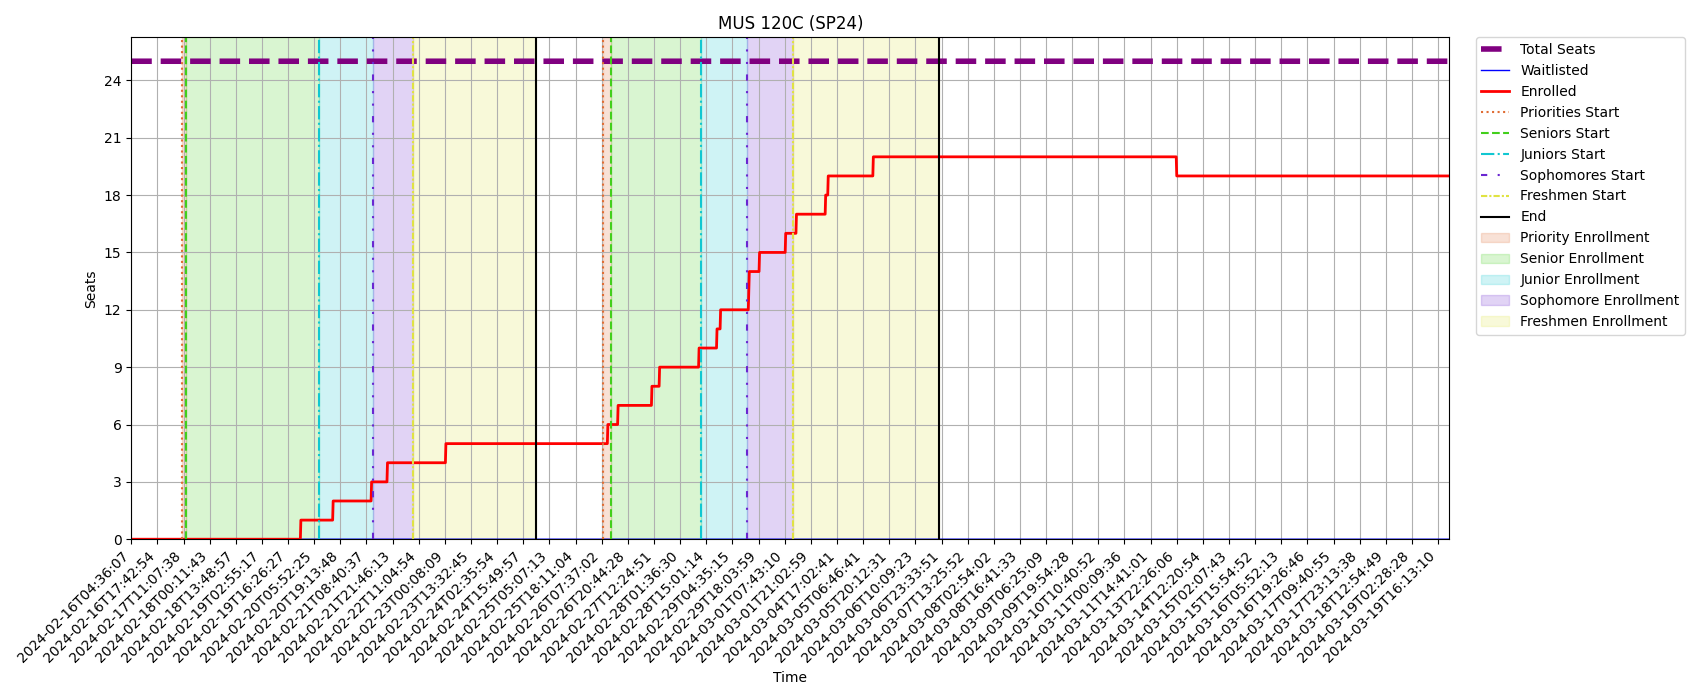 MUS 120C (SP24)
Seats
24
21
18
15
12
9
6
3
0
2024-02-16T04:36:07
2024-02-16T17:42:54
2024-02-17T11:07:38
2024-02-18T00:11:43
2024-02-18T13:48:57
2024-02-19T02:55:17
2024-02-19T16:26:27
2024-02-20T05:52:25
2024-02-20T19:13:48
2024-02-21T08:40:37
2024-02-21T21:46:13
2024-02-22T11:04:54
2024-02-23T00:08:09
2024-02-23T13:32:45
2024-02-24T02:35:54
2024-02-24T15:49:57
2024-02-25T05:07:13
2024-02-25T18:11:04
2024-02-26T07:37:02
2024-02-26T20:44:28
2024-02-27T12:24:51
2024-02-28T01:36:30
2024-02-28T15:01:14
2024-02-29T04:35:15
2024-02-29T18:03:59
2024-03-01T07:43:10
2024-03-01T21:02:59
2024-03-04T17:02:41
2024-03-05T06:46:41
2024-03-05T20:12:31
2024-03-06T10:09:23
2024-03-06T23:33:51
2024-03-07T13:25:52
2024-03-08T02:54:02
2024-03-08T16:41:33
2024-03-09T06:25:09
2024-03-09T19:54:28
2024-03-10T10:40:52
2024-03-11T00:09:36
2024-03-11T14:41:01
2024-03-13T22:26:06
2024-03-14T12:20:54
2024-03-15T02:07:43
2024-03-15T15:54:52
2024-03-16T05:52:13
2024-03-16T19:26:46
2024-03-17T09:40:55
2024-03-17T23:13:38
2024-03-18T12:54:49
2024-03-19T02:28:28
2024-03-19T16:13:10
Time
Total Seats
Waitlisted
Enrolled
Priorities Start
Seniors Start
Juniors Start
Sophomores Start
Freshmen Start
End
Priority Enrollment
Senior Enrollment
Junior Enrollment
Sophomore Enrollment
Freshmen Enrollment